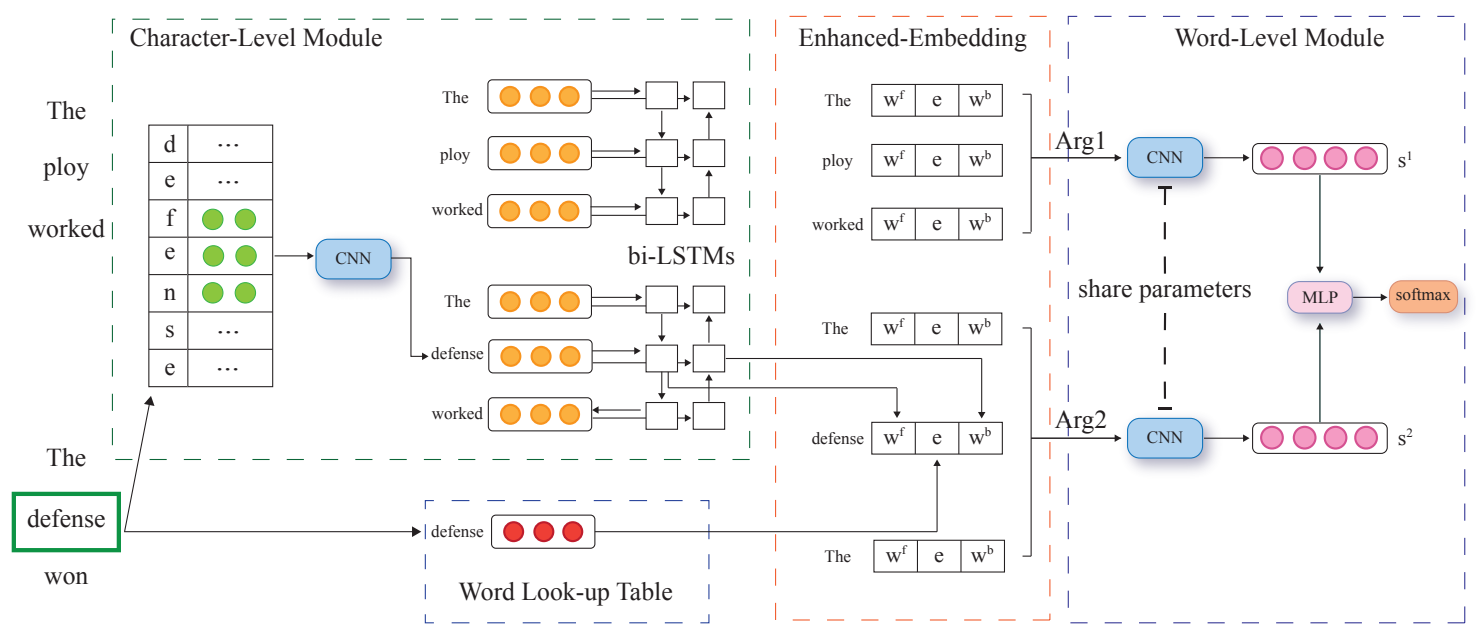 Character-Level Module
Enhanced-Embedding
Word-Level Module
The
ploy
worked
d ...
e ...
f
e
n
s ...
e ...
CNN
The
ploy
worked
bi-LSTMs
The
defense
worked
The w^f e w^b
ploy w^f e w^b
worked w^f e w^b
The w^f e w^b
defense w^f e w^b
The w^f e w^b
Arg1
CNN
s^1
share parameters
MLP
softmax
Arg2
CNN
s^2
The
defense
won
defense
Word Look-up Table